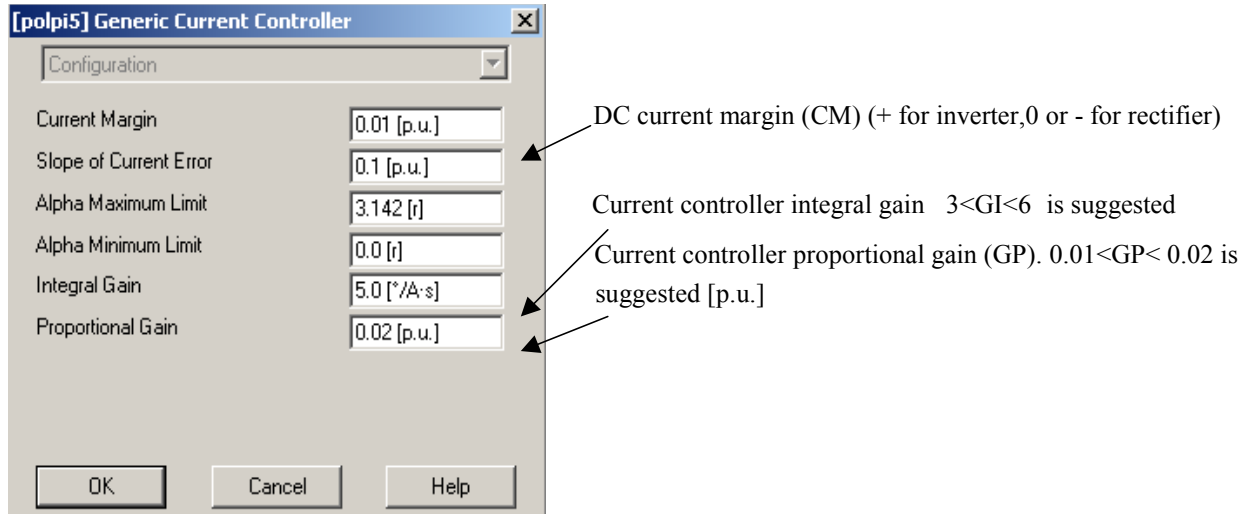 [polpi5] Generic Current Controller
Configuration
Current Margin 0.01 [p.u.]
Slope of Current Error 0.1 [p.u.]
Alpha Maximum Limit 3.142 [r]
Alpha Minimum Limit 0.0 [r]
Integral Gain 5.0 [°/A·s]
Proportional Gain 0.02 [p.u.]
OK Cancel Help
DC current margin (CM) (+ for inverter,0 or - for rectifier)
Current controller integral gain 3<GI<6 is suggested
Current controller proportional gain (GP). 0.01<GP< 0.02 is
suggested [p.u.]